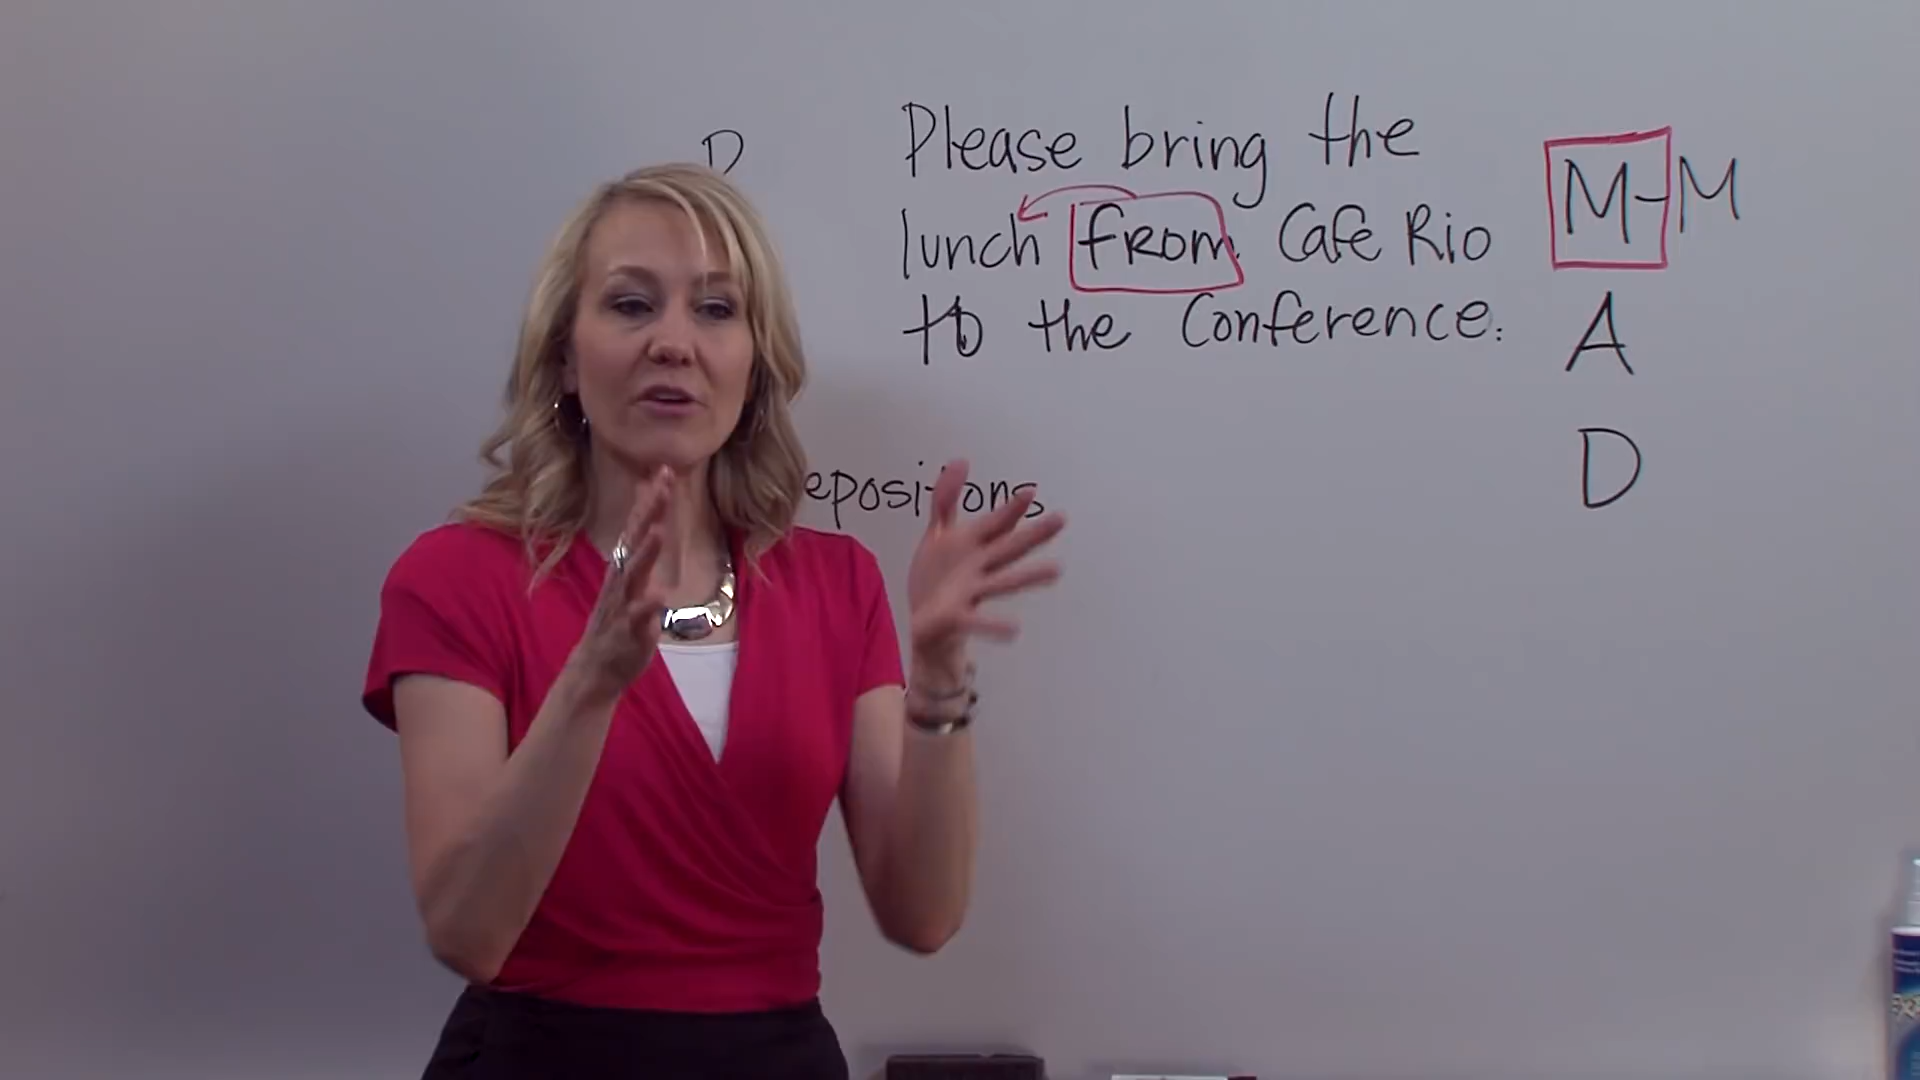 D
Please bring the
lunch from Cafe Rio
to the Conference.
epositions
M-M
A
D